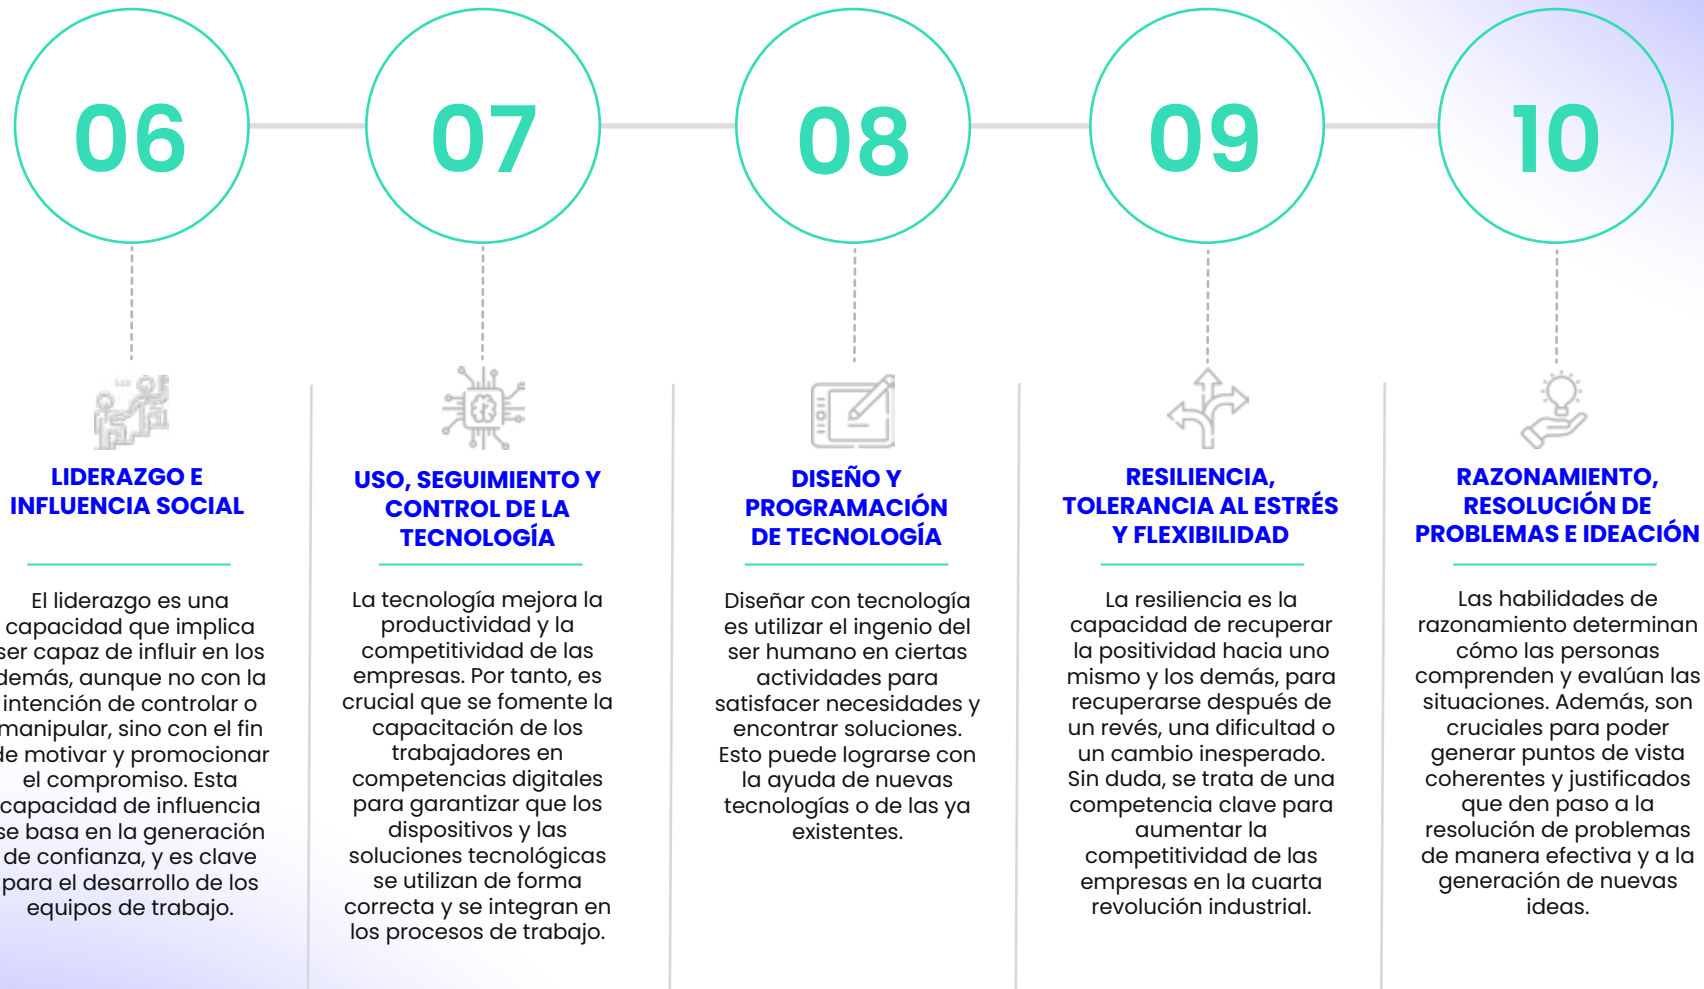 06
07
08
09
10
LIDERAZGO E
INFLUENCIA SOCIAL
El liderazgo es una
capacidad que implica
ser capaz de influir en los
demás, aunque no con la
intención de controlar o
manipular, sino con el fin
de motivar y promocionar
el compromiso. Esta
capacidad de influencia
se basa en la generación
de confianza, y es clave
para el desarrollo de los
equipos de trabajo.
USO, SEGUIMIENTO Y
CONTROL DE LA
TECNOLOGÍA
La tecnología mejora la
productividad y la
competitividad de las
empresas. Por tanto, es
crucial que se fomente la
capacitación de los
trabajadores en
competencias digitales
para garantizar que los
dispositivos y las
soluciones tecnológicas
se utilizan de forma
correcta y se integran en
los procesos de trabajo.
DISEÑO Y
PROGRAMACIÓN
DE TECNOLOGÍA
Diseñar con tecnología
es utilizar el ingenio del
ser humano en ciertas
actividades para
satisfacer necesidades y
encontrar soluciones.
Esto puede lograrse con
la ayuda de nuevas
tecnologías o de las ya
existentes.
RESILIENCIA,
TOLERANCIA AL ESTRÉS
Y FLEXIBILIDAD
La resiliencia es la
capacidad de recuperar
la positividad hacia uno
mismo y los demás, para
recuperarse después de
un revés, una dificultad o
un cambio inesperado.
Sin duda, se trata de una
competencia clave para
aumentar la
competitividad de las
empresas en la cuarta
revolución industrial.
RAZONAMIENTO,
RESOLUCIÓN DE
PROBLEMAS E IDEACIÓN
Las habilidades de
razonamiento determinan
cómo las personas
comprenden y evalúan las
situaciones. Además, son
cruciales para poder
generar puntos de vista
coherentes y justificados
que den paso a la
resolución de problemas
de manera efectiva y a la
generación de nuevas
ideas.